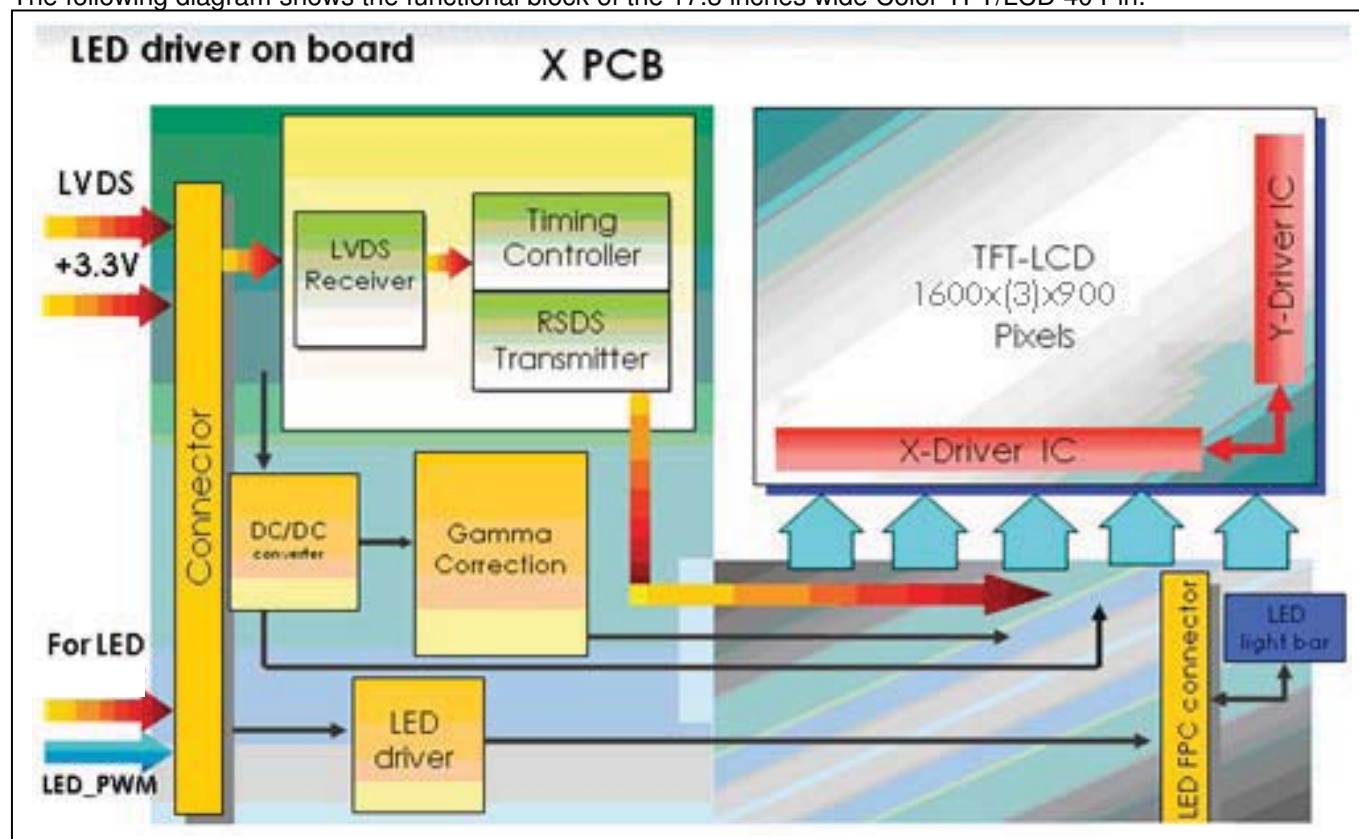 The following diagram shows the functional block of the 17.3 inches wide Color TFT/LCD 40 Pin:
LED driver on board
X PCB
LVDS
+3.3V
Connector
LVDS
Receiver
Timing
Controller
RSDS
Transmitter
TFT-LCD
1600x(3)x900
Pixels
Y-Driver IC
X-Driver IC
DC/DC
converter
Gamma
Correction
For LED
LED_PWM
LED
driver
LED FPC connector
LED
light bar